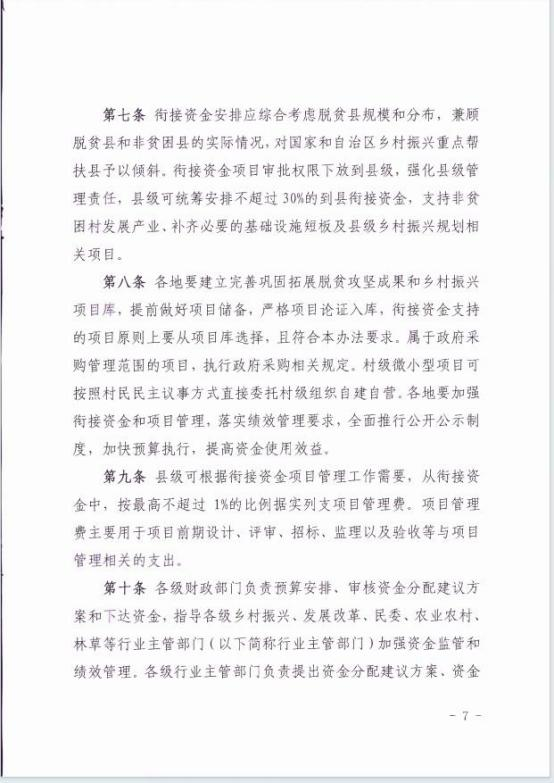 第七条 衔接资金安排应综合考虑脱贫县规模和分布，兼顾
脱贫县和非贫困县的实际情况，对国家和自治区乡村振兴重点帮
扶县予以倾斜。衔接资金项目审批权限下放到县级，强化县级管
理责任，县级可统筹安排不超过30%的到县衔接资金，支持非贫
困村发展产业、补齐必要的基础设施短板及县级乡村振兴规划相
关项目。
第八条 各地要建立完善巩固拓展脱贫攻坚成果和乡村振兴
项目库，提前做好项目储备，严格项目论证入库，衔接资金支持
的项目原则上要从项目库选择，且符合本办法要求。属于政府采
购管理范围的项目，执行政府采购相关规定。村级微小型项目可
按照村民民主议事方式直接委托村级组织自建自营。各地要加强
衔接资金和项目管理，落实绩效管理要求，全面推行公开公示制
度，加快预算执行，提高资金使用效益。
第九条 县级可根据衔接资金项目管理工作需要，从衔接资
金中，按最高不超过 1%的比例据实列支项目管理费。项目管理
费主要用于项目前期设计、评审、招标、监理以及验收等与项目
管理相关的支出。
第十条 各级财政部门负责预算安排、审核资金分配建议方
案和下达资金，指导各级乡村振兴、发展改革、民委、农业农村、
林草等行业主管部门（以下简称行业主管部门）加强资金监管和
绩效管理。各级行业主管部门负责提出资金分配建议方案、资金
- 7 -